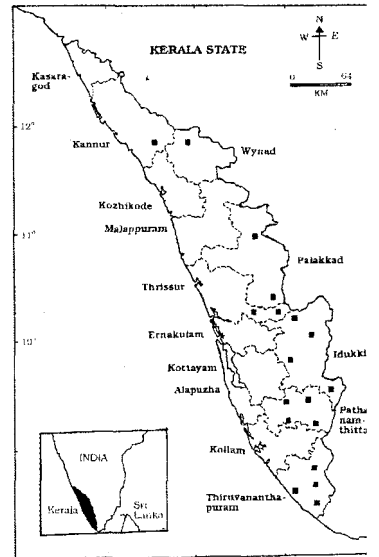 KERALA STATE
N
W E
S
0 64
KM
Kasara-
god
12°
Kannur
Wynad
Kozhikode
11°
Malappuram
Palakkad
Thrissur
Ernakulam
10°
Idukki
Kottayam
Alapuzha
Patha
nam-
thitta
Kollam
Thiruvanantha-
puram
INDIA
Kerala
Sri
Lanka